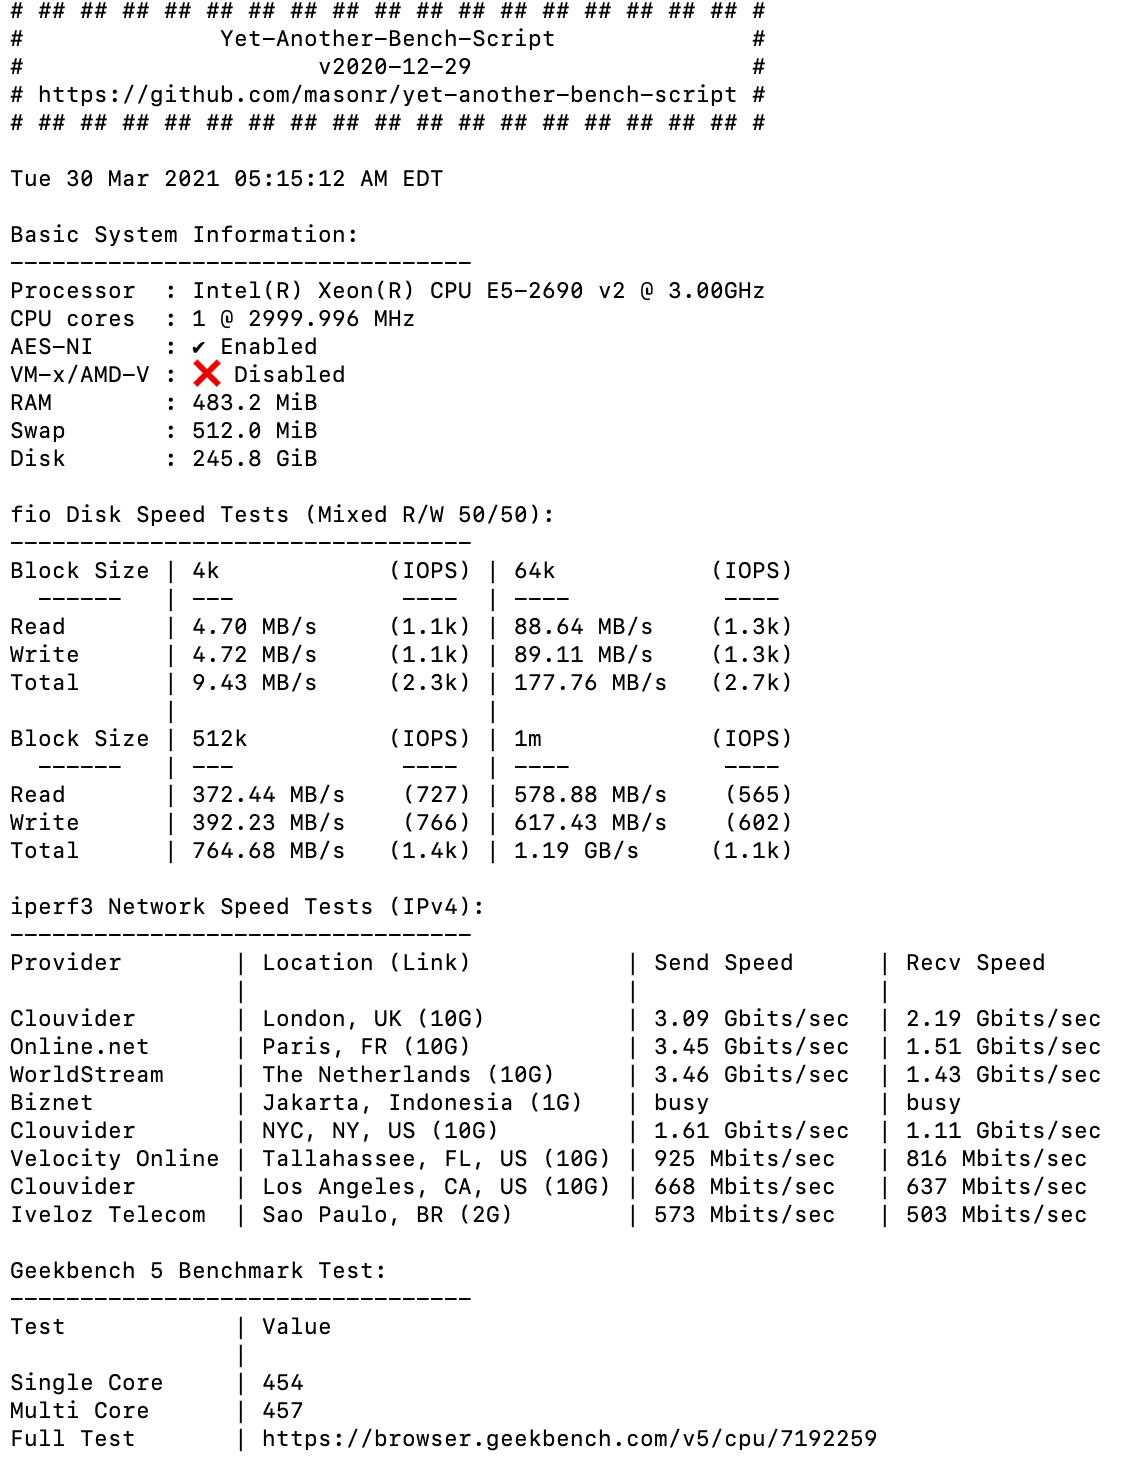 # ## ## ## ## ## ## ## ## ## ## ## ## ## ## ## ## ## #
#              Yet-Another-Bench-Script              #
#                     v2020-12-29                    #
# https://github.com/masonr/yet-another-bench-script #
# ## ## ## ## ## ## ## ## ## ## ## ## ## ## ## ## ## #

Tue 30 Mar 2021 05:15:12 AM EDT

Basic System Information:
---------------------------------
Processor  : Intel(R) Xeon(R) CPU E5-2690 v2 @ 3.00GHz
CPU cores  : 1 @ 2999.996 MHz
AES-NI     : ✔ Enabled
VM-x/AMD-V : ❌ Disabled
RAM        : 483.2 MiB
Swap       : 512.0 MiB
Disk       : 245.8 GiB

fio Disk Speed Tests (Mixed R/W 50/50):
---------------------------------
Block Size | 4k            (IOPS) | 64k           (IOPS)
  ------   | ---            ----  | ----           ----
Read       | 4.70 MB/s     (1.1k) | 88.64 MB/s    (1.3k)
Write      | 4.72 MB/s     (1.1k) | 89.11 MB/s    (1.3k)
Total      | 9.43 MB/s     (2.3k) | 177.76 MB/s   (2.7k)
           |                      |
Block Size | 512k          (IOPS) | 1m            (IOPS)
  ------   | ---            ----  | ----           ----
Read       | 372.44 MB/s    (727) | 578.88 MB/s    (565)
Write      | 392.23 MB/s    (766) | 617.43 MB/s    (602)
Total      | 764.68 MB/s   (1.4k) | 1.19 GB/s     (1.1k)

iperf3 Network Speed Tests (IPv4):
---------------------------------
Provider        | Location (Link)           | Send Speed      | Recv Speed
                |                           |                 |
Clouvider       | London, UK (10G)          | 3.09 Gbits/sec  | 2.19 Gbits/sec
Online.net      | Paris, FR (10G)           | 3.45 Gbits/sec  | 1.51 Gbits/sec
WorldStream     | The Netherlands (10G)     | 3.46 Gbits/sec  | 1.43 Gbits/sec
Biznet          | Jakarta, Indonesia (1G)   | busy            | busy
Clouvider       | NYC, NY, US (10G)         | 1.61 Gbits/sec  | 1.11 Gbits/sec
Velocity Online | Tallahassee, FL, US (10G) | 925 Mbits/sec   | 816 Mbits/sec
Clouvider       | Los Angeles, CA, US (10G) | 668 Mbits/sec   | 637 Mbits/sec
Iveloz Telecom  | Sao Paulo, BR (2G)        | 573 Mbits/sec   | 503 Mbits/sec

Geekbench 5 Benchmark Test:
---------------------------------
Test            | Value
                |
Single Core     | 454
Multi Core      | 457
Full Test       | https://browser.geekbench.com/v5/cpu/7192259